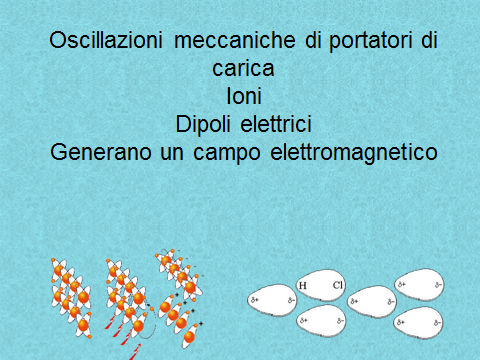 Oscillazioni meccaniche di portatori di
carica
Ioni
Dipoli elettrici
Generano un campo elettromagnetico
H Cl
δ+ δ-
δ+ δ-
δ+ δ-
δ+ δ-
δ+ δ-